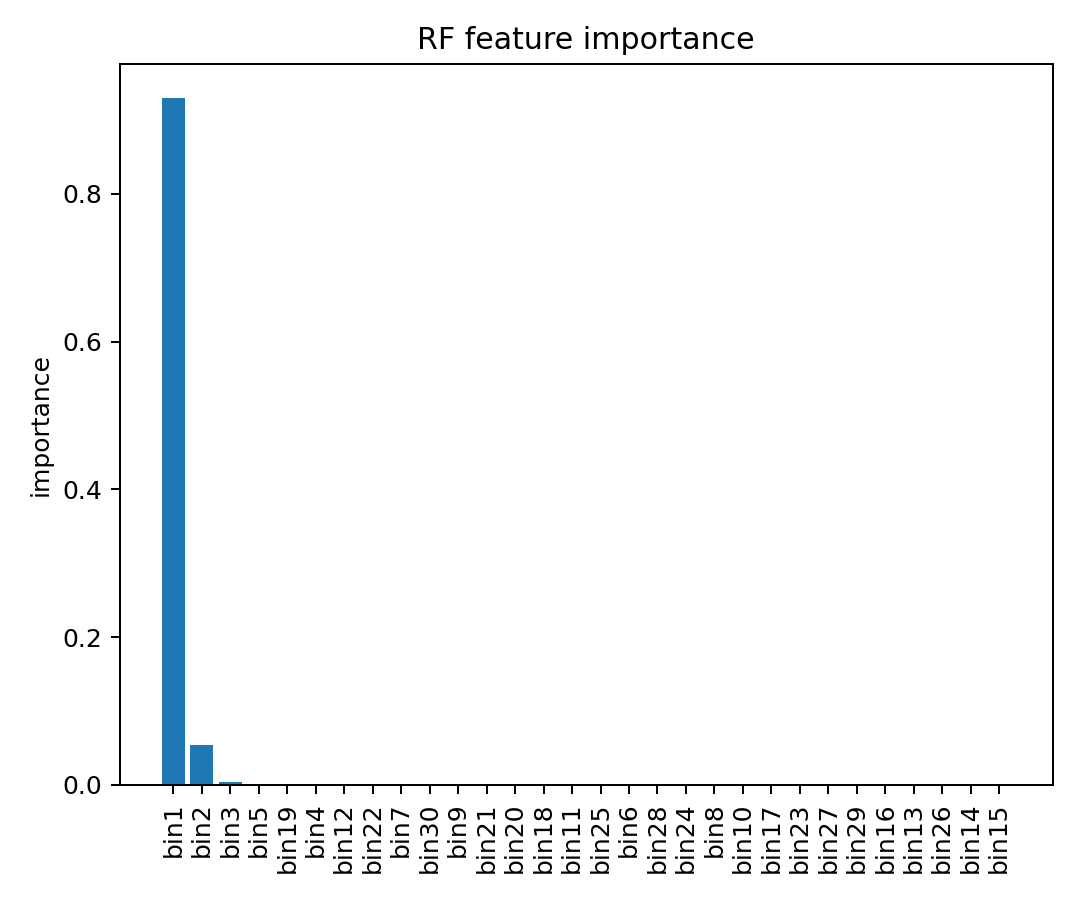 RF feature importance
importance
0.8
0.6
0.4
0.2
0.0
bin1
bin2
bin3
bin5
bin19
bin4
bin12
bin22
bin7
bin30
bin9
bin21
bin20
bin18
bin11
bin25
bin6
bin28
bin24
bin8
bin10
bin17
bin23
bin27
bin29
bin16
bin13
bin26
bin14
bin15